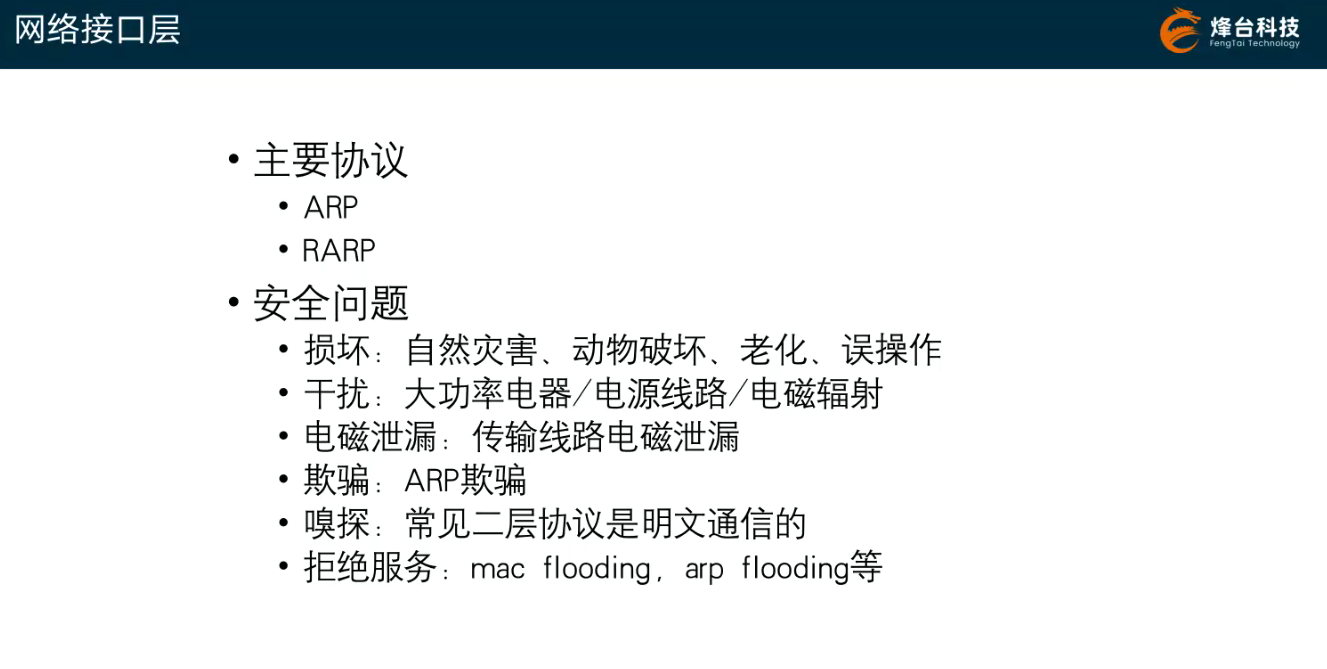 网络接口层
烽台科技
FengTai Technology
• 主要协议
• ARP
• RARP
• 安全问题
• 损坏：自然灾害、动物破坏、老化、误操作
• 干扰：大功率电器/电源线路/电磁辐射
• 电磁泄漏：传输线路电磁泄漏
• 欺骗：ARP欺骗
• 嗅探：常见二层协议是明文通信的
• 拒绝服务：mac flooding，arp flooding等